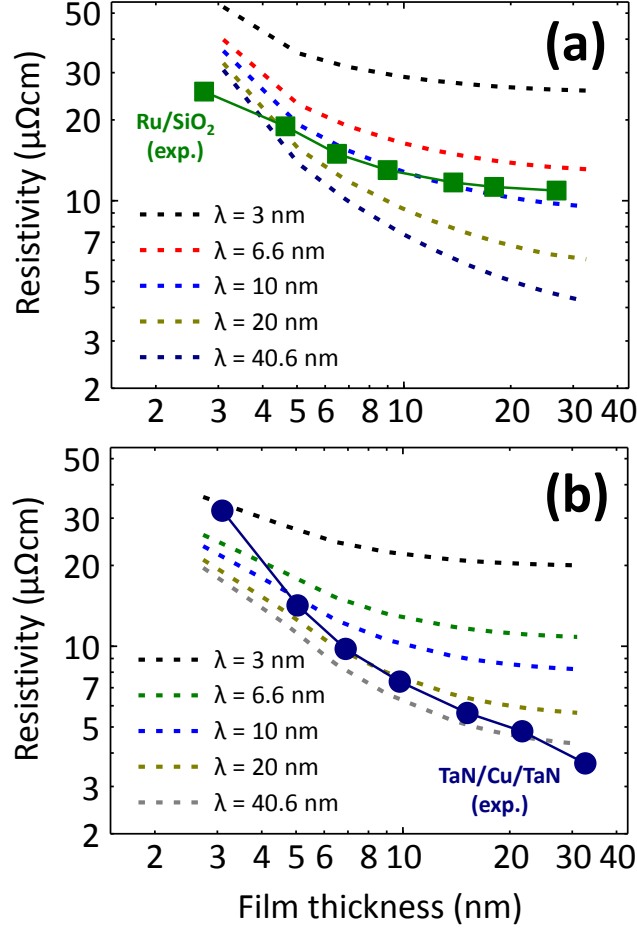 50
(a)
30
20
Ru/SiO2
(exp.)
10
7
5
3
2
Resistivity (μΩcm)
λ = 3 nm
λ = 6.6 nm
λ = 10 nm
λ = 20 nm
λ = 40.6 nm
2 3 4 5 6 8 10 20 30 40
50
(b)
30
20
10
7
5
3
2
Resistivity (μΩcm)
λ = 3 nm
λ = 6.6 nm
λ = 10 nm
λ = 20 nm
λ = 40.6 nm
TaN/Cu/TaN
(exp.)
2 3 4 5 6 8 10 20 30 40
Film thickness (nm)